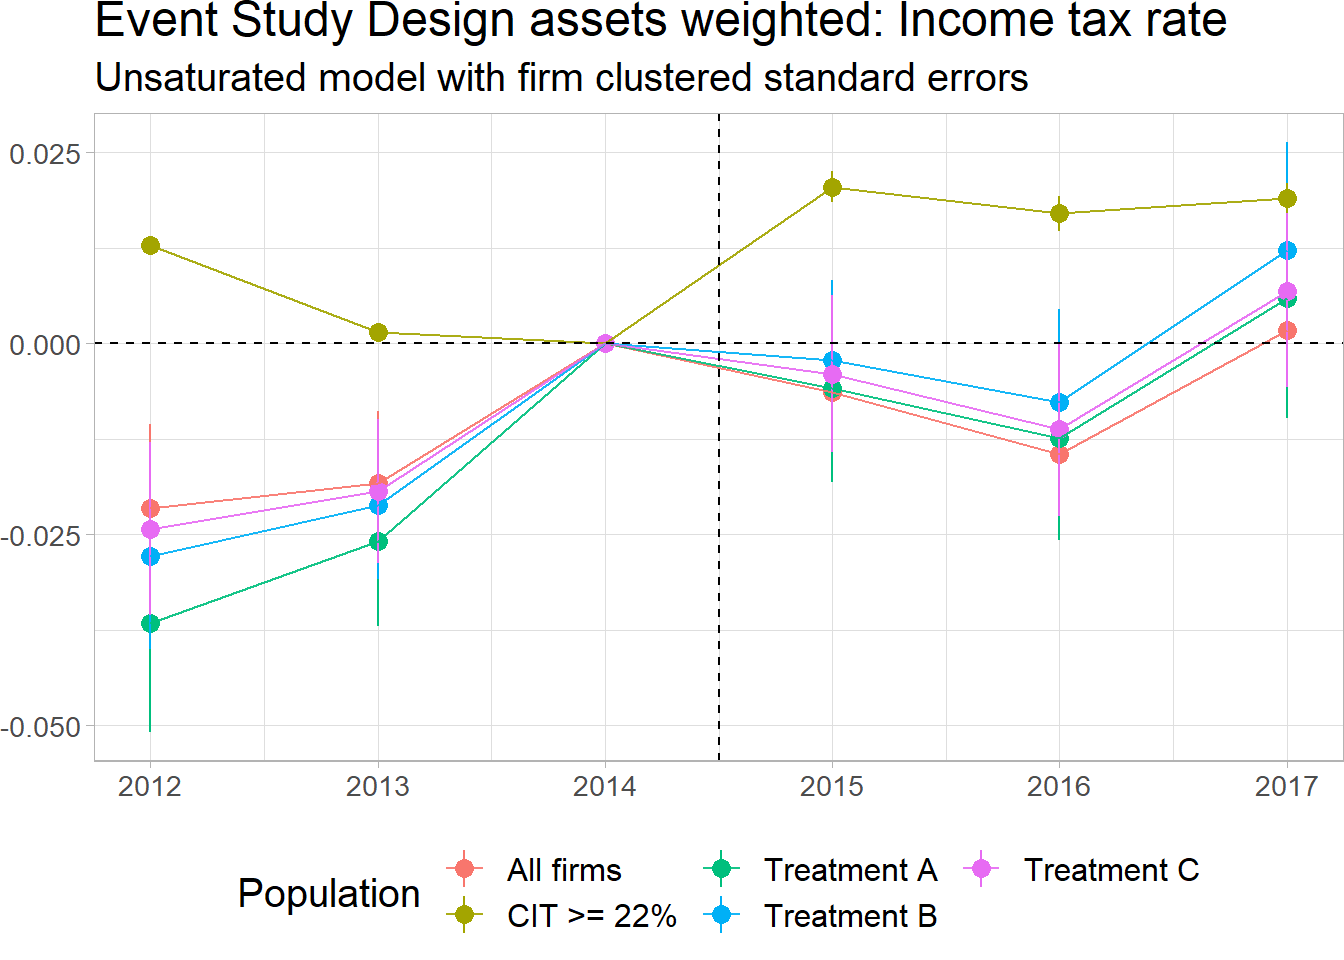 Event Study Design assets weighted: Income tax rate
Unsaturated model with firm clustered standard errors
0.025
0.000
-0.025
-0.050
2012 2013 2014 2015 2016 2017
Population
All firms Treatment A Treatment C
CIT >= 22% Treatment B